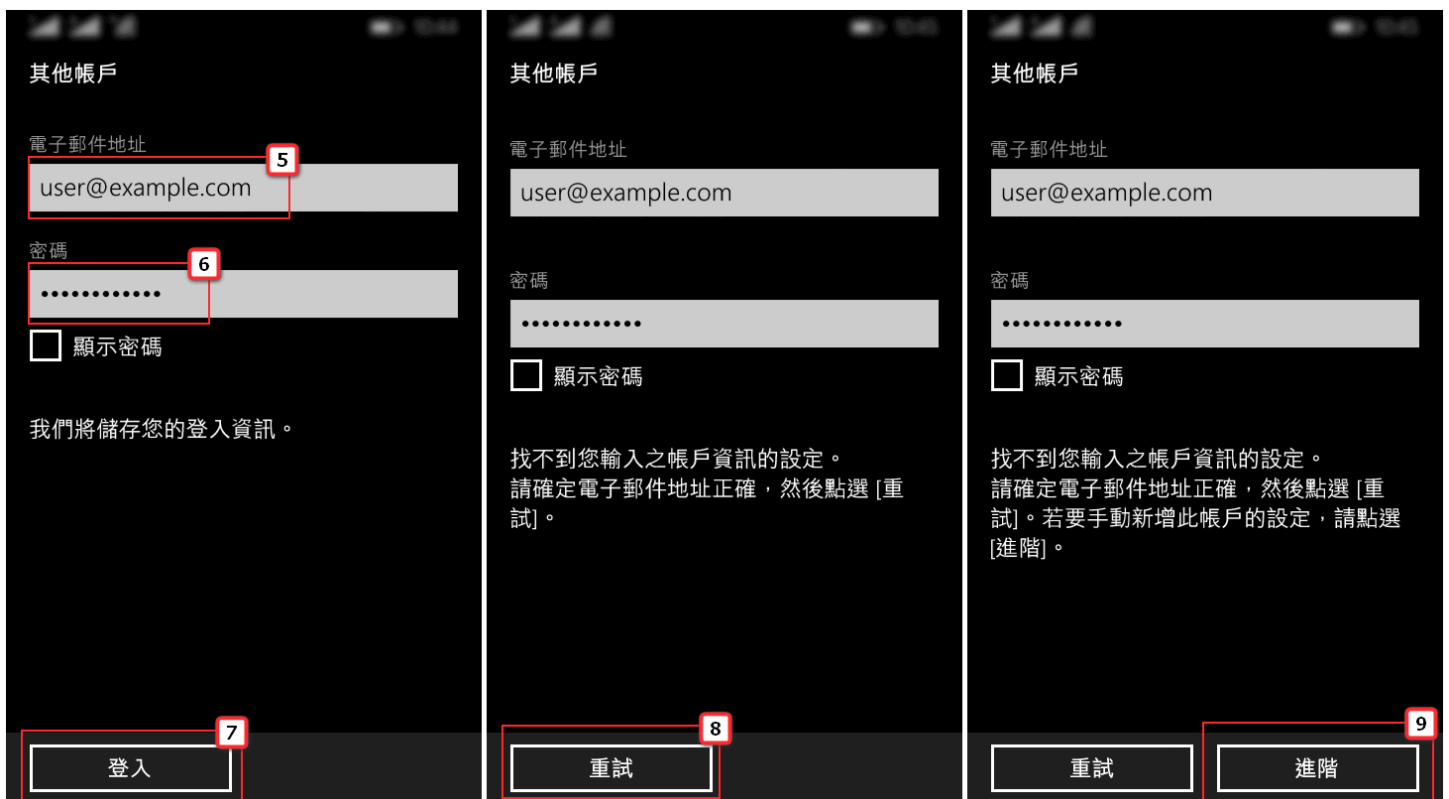 其他帳戶
電子郵件地址
5
user@example.com
密碼
6
••••••••••••
顯示密碼
我們將儲存您的登入資訊。
7
登入
其他帳戶
電子郵件地址
user@example.com
密碼
••••••••••••
顯示密碼
找不到您輸入之帳戶資訊的設定。
請確定電子郵件地址正確，然後點選 [重
試]。
8
重試
其他帳戶
電子郵件地址
user@example.com
密碼
••••••••••••
顯示密碼
找不到您輸入之帳戶資訊的設定。
請確定電子郵件地址正確，然後點選 [重
試]。若要手動新增此帳戶的設定，請點選
[進階]。
9
重試
進階